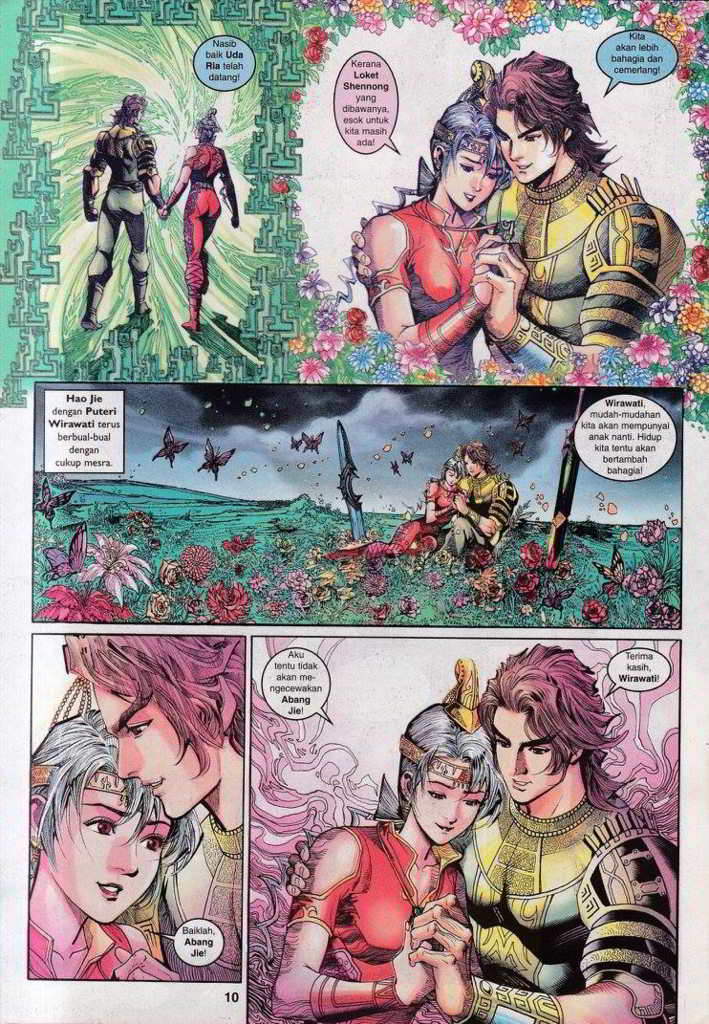 Nasib
baik Uda
Ria telah
datang!
Kerana
Loket
Shennong
yang
dibawanya,
esok untuk
kita masih
ada!
Kita
akan lebih
bahagia dan
cemerlang!
Hao Jie
dengan Puteri
Wirawati terus
berbual-bual
dengan
cukup mesra.
Wirawati,
mudah-mudahan
kita akan mempunyai
anak nanti. Hidup
kita tentu akan
bertambah
bahagia!
Baiklah,
Abang
Jie!
Aku
tentu tidak
akan me-
ngecewakan
Abang
Jie!
Terima
kasih,
Wirawati!
10